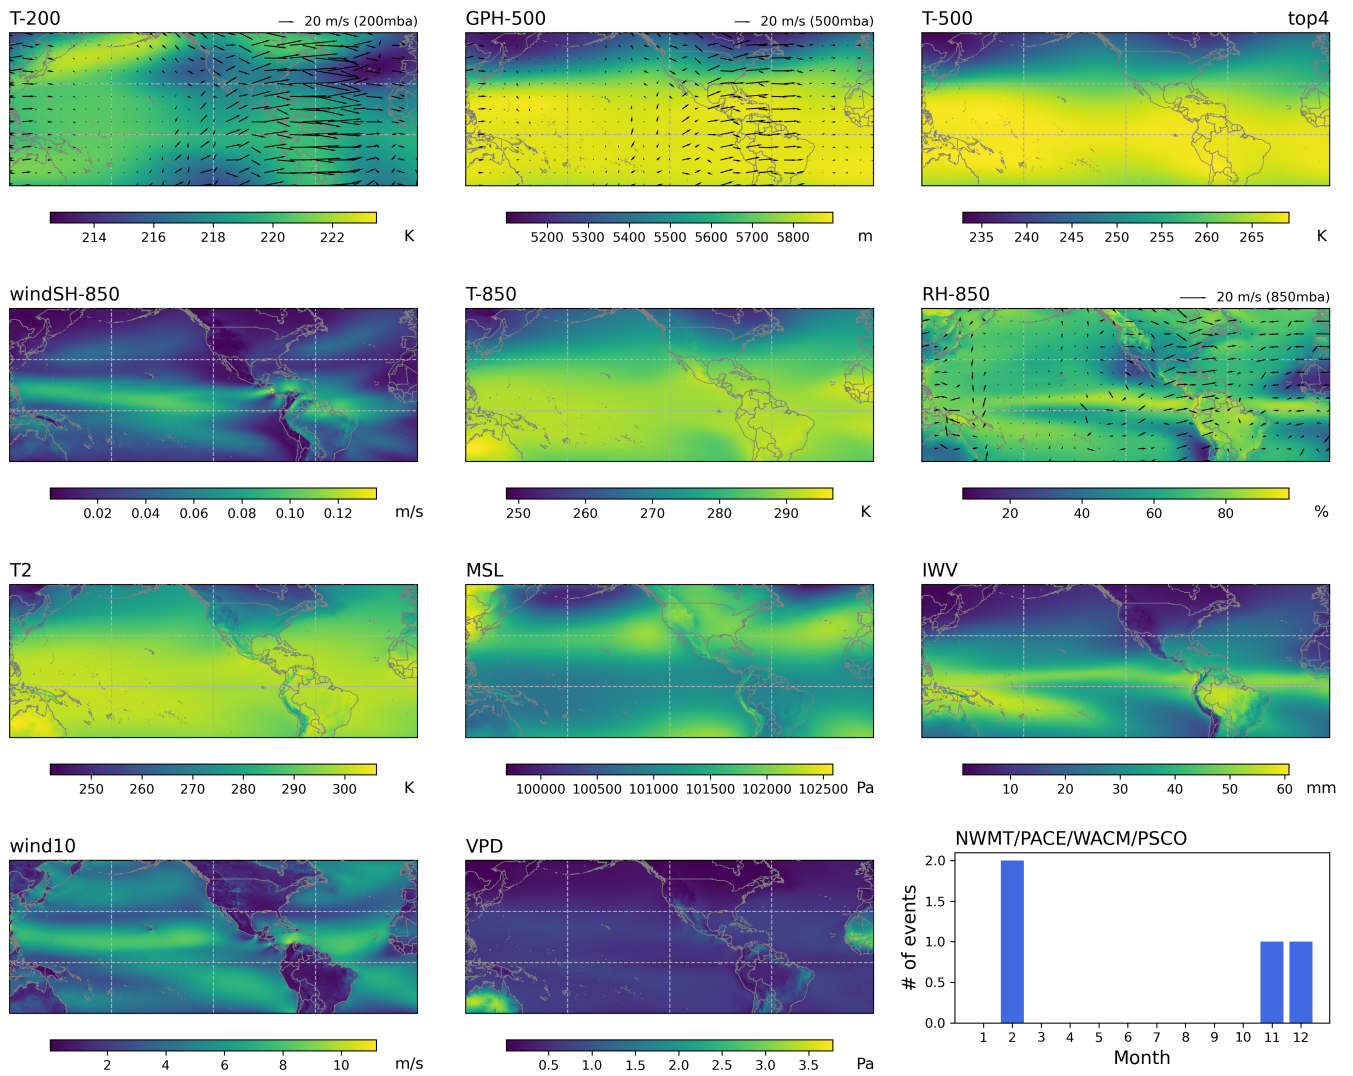 T-200
20 m/s (200mba)
214 216 218 220 222
K
GPH-500
20 m/s (500mba)
5200 5300 5400 5500 5600 5700 5800
m
T-500
top4
235 240 245 250 255 260 265
K
windSH-850
0.02 0.04 0.06 0.08 0.10 0.12
m/s
T-850
250 260 270 280 290
K
RH-850
20 m/s (850mba)
20 40 60 80
%
T2
250 260 270 280 290 300
K
MSL
100000 100500 101000 101500 102000 102500
Pa
IWV
10 20 30 40 50 60
mm
wind10
2 4 6 8 10
m/s
VPD
0.5 1.0 1.5 2.0 2.5 3.0 3.5
Pa
NWMT/PACE/WACM/PSCO
2.0
1.5
1.0
0.5
0.0
# of events
1 2 3 4 5 6 7 8 9 10 11 12
Month